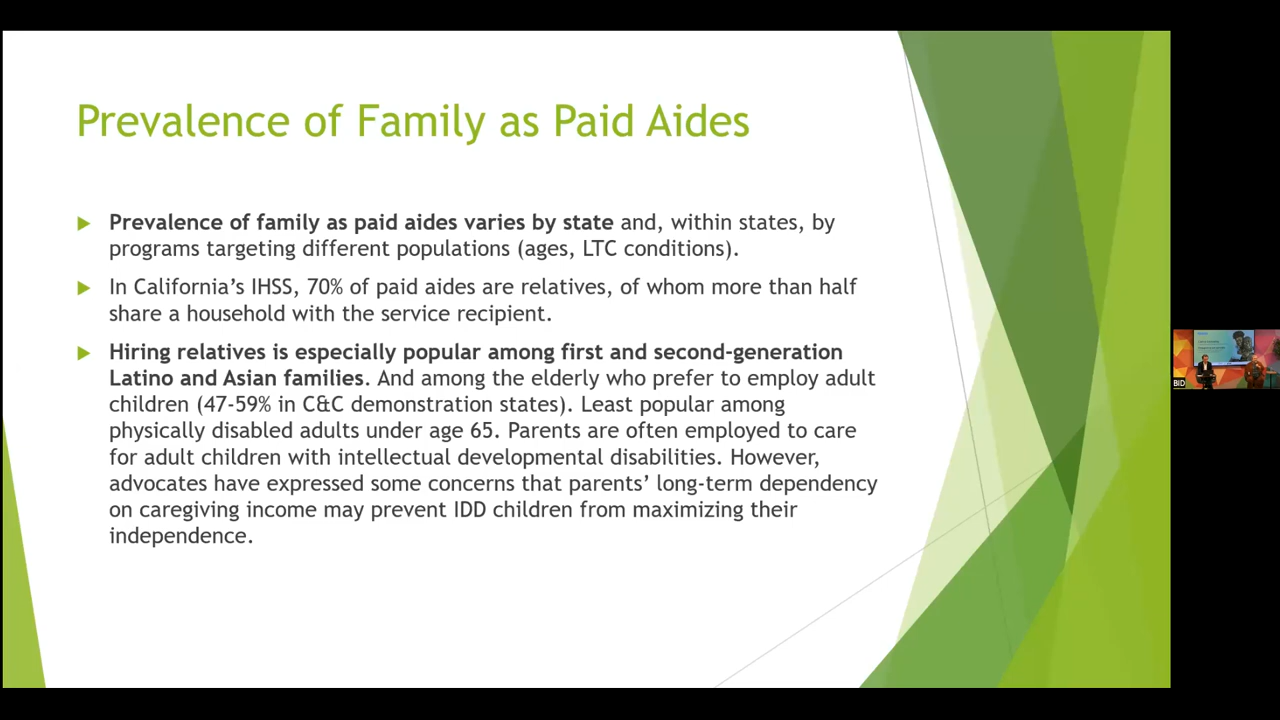 Prevalence of Family as Paid Aides
Prevalence of family as paid aides varies by state and, within states, by
programs targeting different populations (ages, LTC conditions).
In California's IHSS, 70% of paid aides are relatives, of whom more than half
share a household with the service recipient.
Hiring relatives is especially popular among first and second-generation
Latino and Asian families. And among the elderly who prefer to employ adult
children (47-59% in C&C demonstration states). Least popular among
physically disabled adults under age 65. Parents are often employed to care
for adult children with intellectual developmental disabilities. However,
advocates have expressed some concerns that parents' long-term dependency
on caregiving income may prevent IDD children from maximizing their
independence.
BID